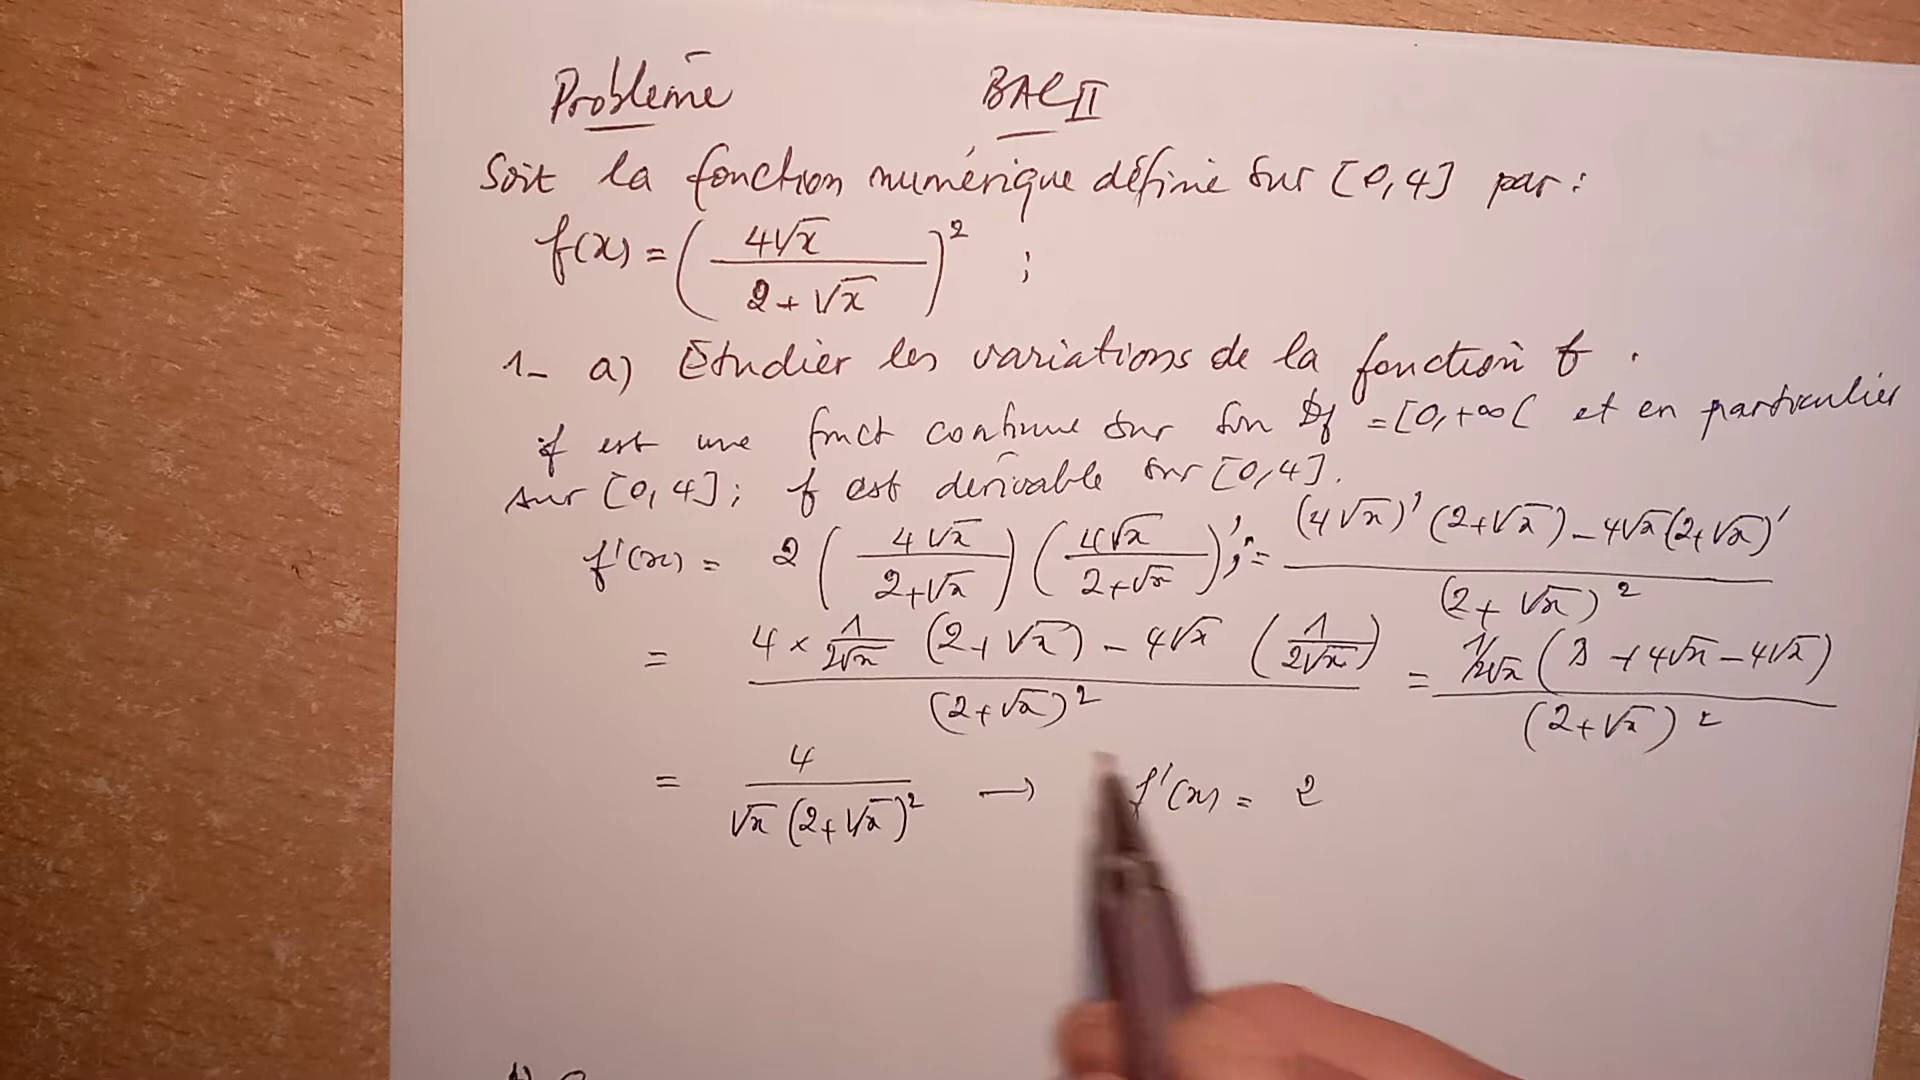 Problème BAC II
Soit la fonction numérique définie sur [0,4] par :
f(x) = ( 4√x / 2+√x )² ;
1- a) Etudier les variations de la fonction f .
f est une fnct continue sur son Df = [0,+∞[ et en particulier
sur [0,4] ; f est dérivable sur [0,4].
f'(x) = 2 ( 4√x / 2+√x ) ( 4√x / 2+√x )' ; = (4√x)' (2+√x) - 4√x (2+√x)' / (2+√x)²
= 4 × 1/2√x (2+√x) - 4√x ( 1/2√x ) / (2+√x)² = 1/2√x ( 8 + 4√x - 4√x ) / (2+√x)²
= 4 / √x (2+√x)² → f'(x) = 2